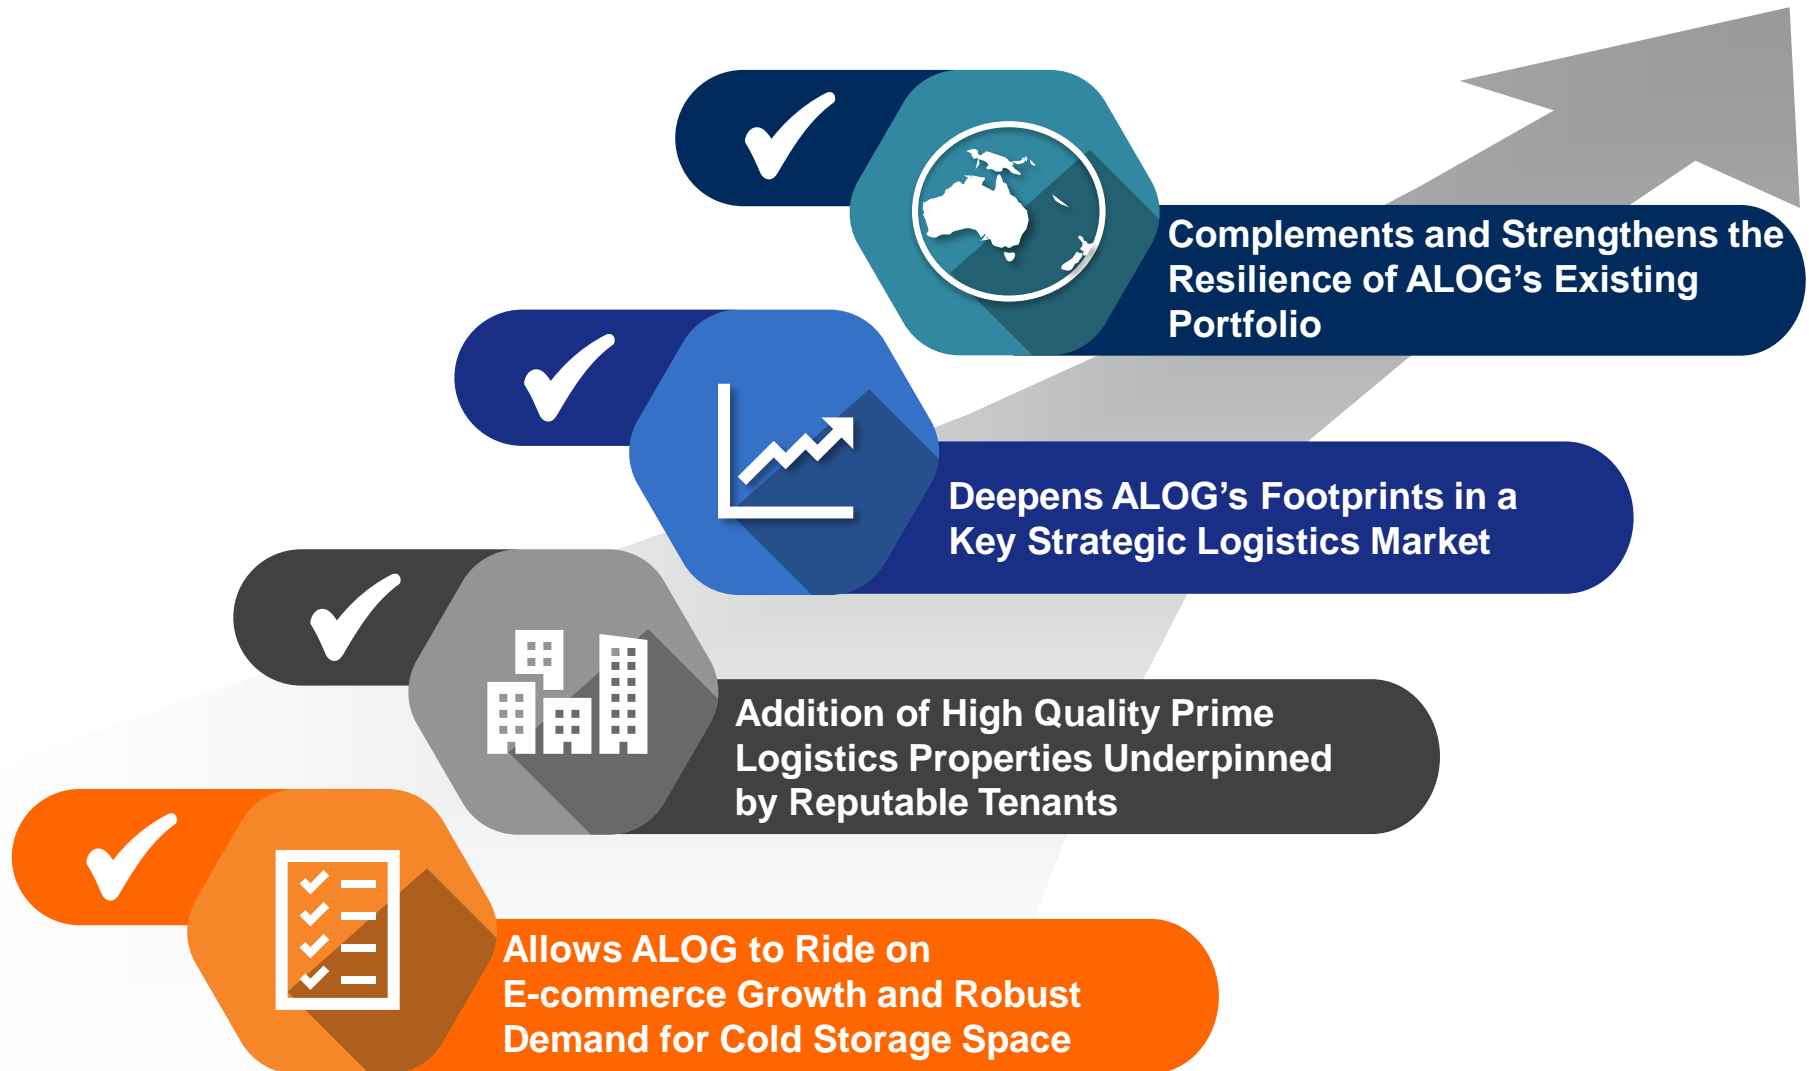 Complements and Strengthens the
Resilience of ALOG’s Existing
Portfolio
Deepens ALOG’s Footprints in a
Key Strategic Logistics Market
Addition of High Quality Prime
Logistics Properties Underpinned
by Reputable Tenants
Allows ALOG to Ride on
E-commerce Growth and Robust
Demand for Cold Storage Space